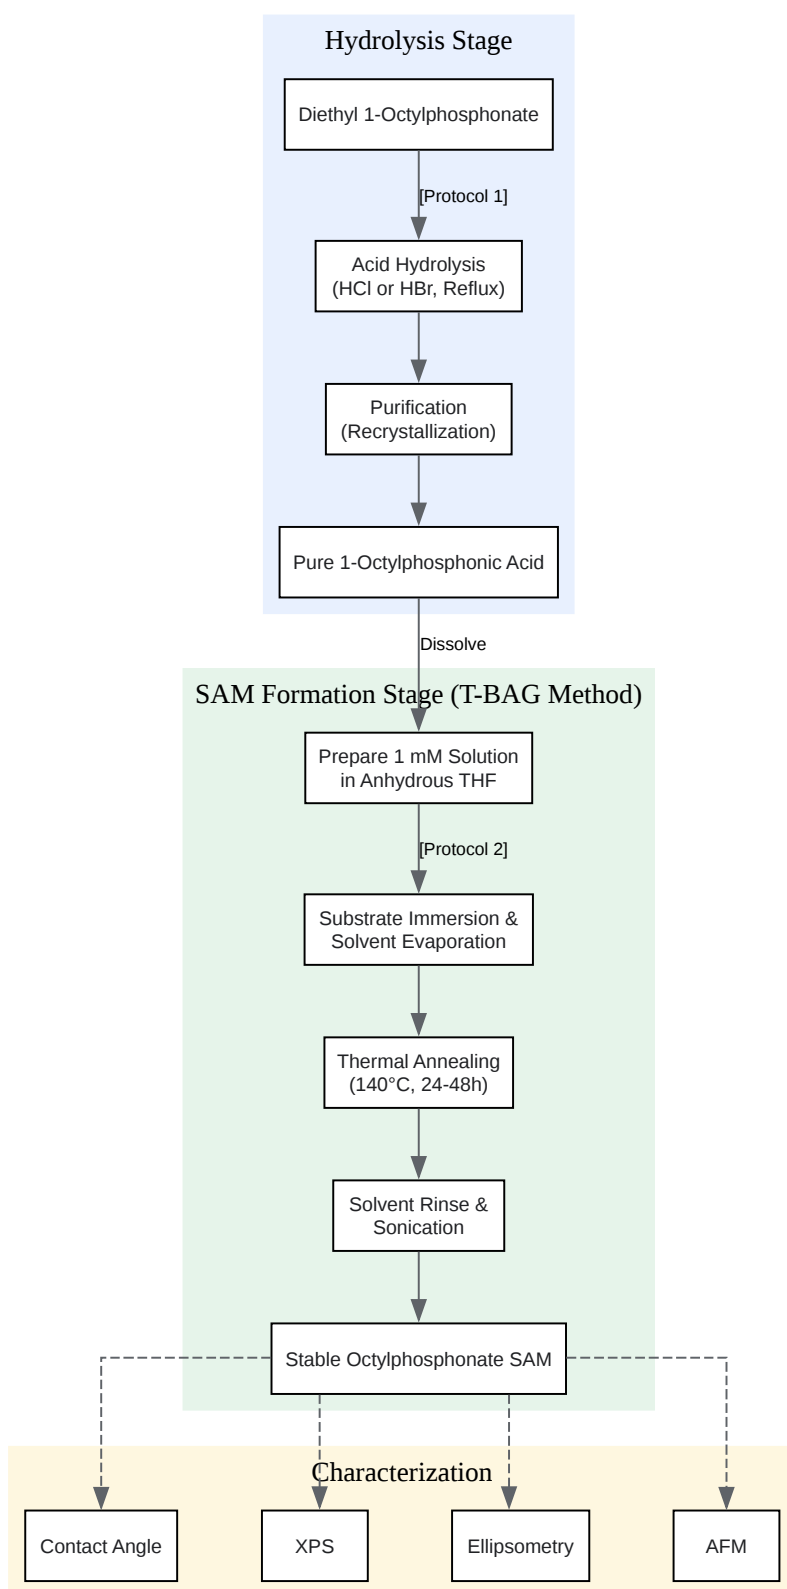 Hydrolysis Stage
Diethyl 1-Octylphosphonate
[Protocol 1]
Acid Hydrolysis
(HCl or HBr, Reflux)
Purification
(Recrystallization)
Pure 1-Octylphosphonic Acid
Dissolve
SAM Formation Stage (T-BAG Method)
Prepare 1 mM Solution
in Anhydrous THF
[Protocol 2]
Substrate Immersion &
Solvent Evaporation
Thermal Annealing
(140°C, 24-48h)
Solvent Rinse &
Sonication
Stable Octylphosphonate SAM
Characterization
Contact Angle
XPS
Ellipsometry
AFM